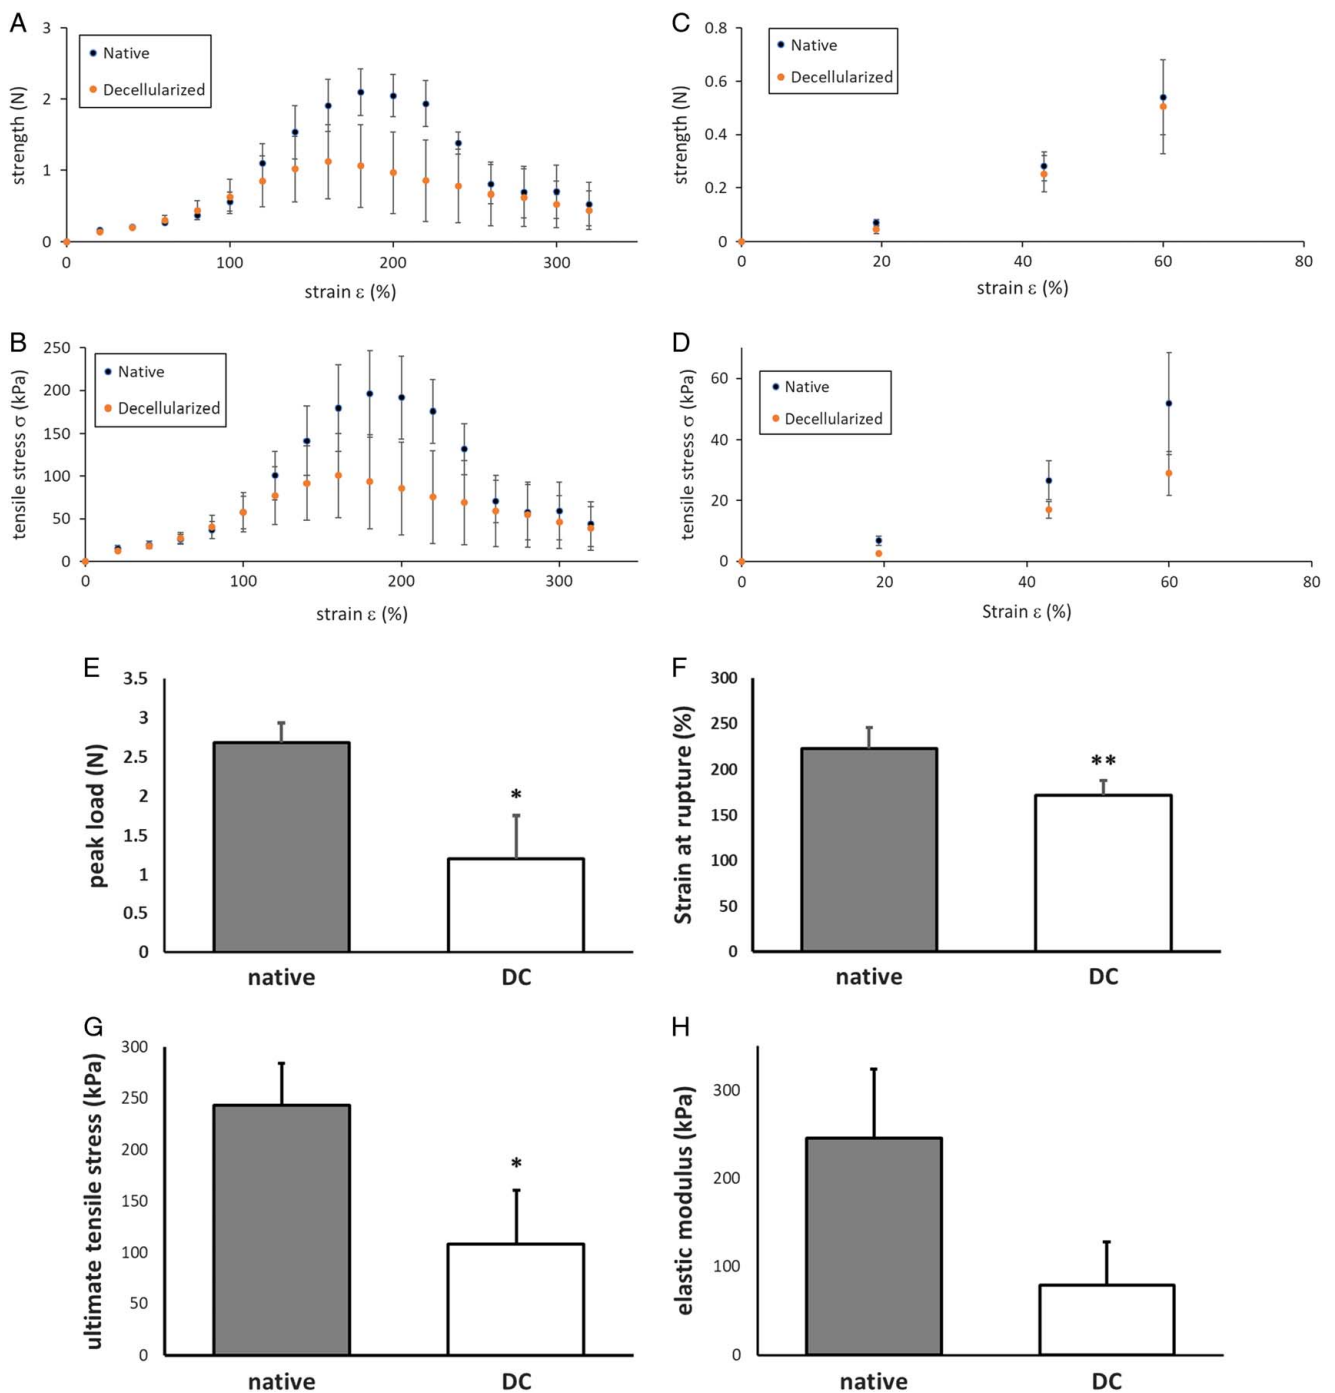 A
3
2
1
0
strength (N)
Native
Decellularized
0 100 200 300
strain ε (%)
C
0.8
0.6
0.4
0.2
0
strength (N)
Native
Decellularized
0 20 40 60 80
strain ε (%)
B
250
200
150
100
50
0
tensile stress σ (kPa)
Native
Decellularized
0 100 200 300
strain ε (%)
D
60
40
20
0
tensile stress σ (kPa)
Native
Decellularized
0 20 40 60 80
Strain ε (%)
E
3.5
3
2.5
2
1.5
1
0.5
0
peak load (N)
*
native DC
F
300
250
200
150
100
50
0
Strain at rupture (%)
**
native DC
G
300
250
200
150
100
50
0
ultimate tensile stress (kPa)
*
native DC
H
300
200
100
0
elastic modulus (kPa)
native DC